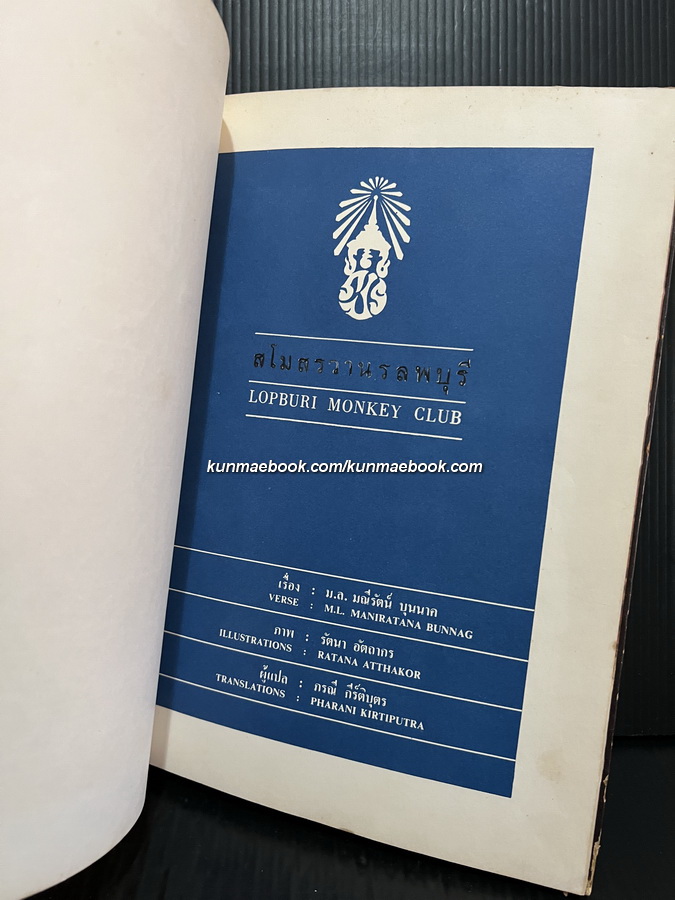 สโมสรวานรลพบุรี
LOPBURI MONKEY CLUB
kunmaebook.com/kunmaebook.com
เรื่อง : ม.ล. มณีรัตน์ บุนนาค
VERSE : M.L. MANIRATANA BUNNAG
ภาพ : รัตนา อัตถากร
ILLUSTRATIONS : RATANA ATTHAKOR
ผู้แปล : ภรณี กีร์ติบุตร
TRANSLATIONS : PHARANI KIRTIPUTRA